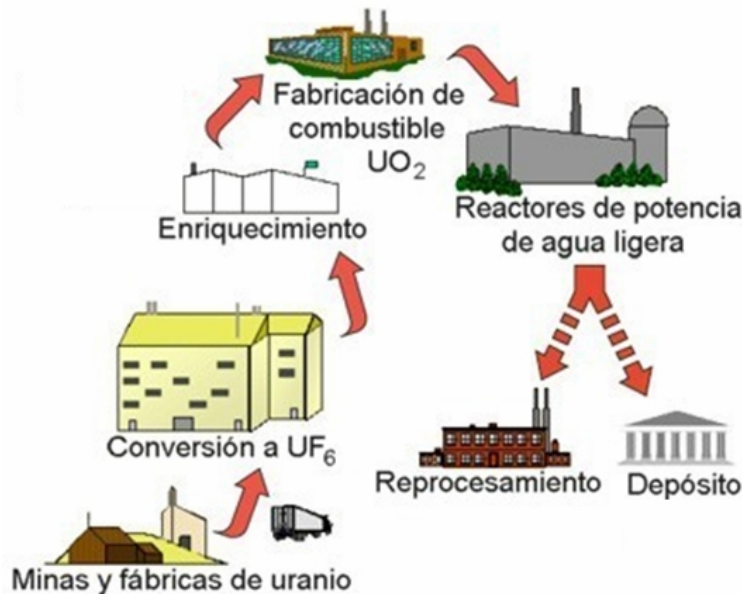 Fabricación de
combustible
UO₂
Enriquecimiento
Reactores de potencia
de agua ligera
Conversión a UF₆
Reprocesamiento
Depósito
Minas y fábricas de uranio